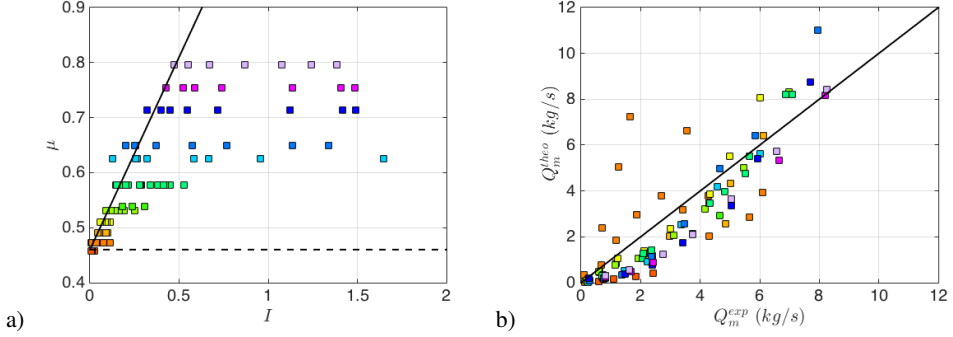 a)
0.9
0.8
0.7
0.6
0.5
0.4
μ
0 0.5 1 1.5 2
I
b)
12
10
8
6
4
2
0
Q_m^{theo} (kg/s)
0 2 4 6 8 10 12
Q_m^{exp} (kg/s)